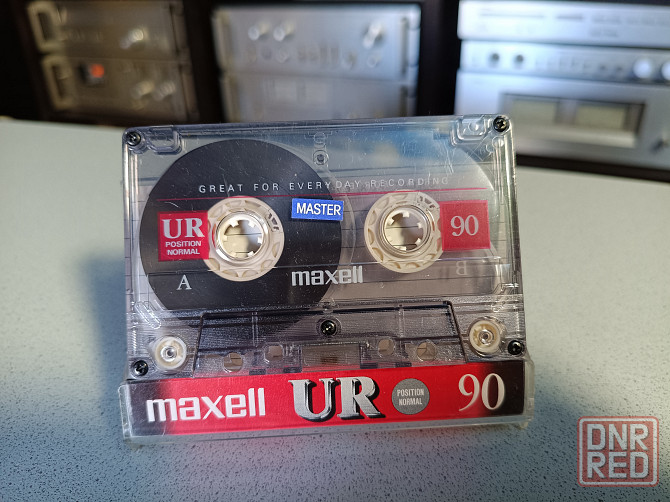 GREAT FOR EVERYDAY RECORDING
UR
POSITION
NORMAL
MASTER
90
A
maxell
B
maxell UR POSITION NORMAL 90
DNR
RED